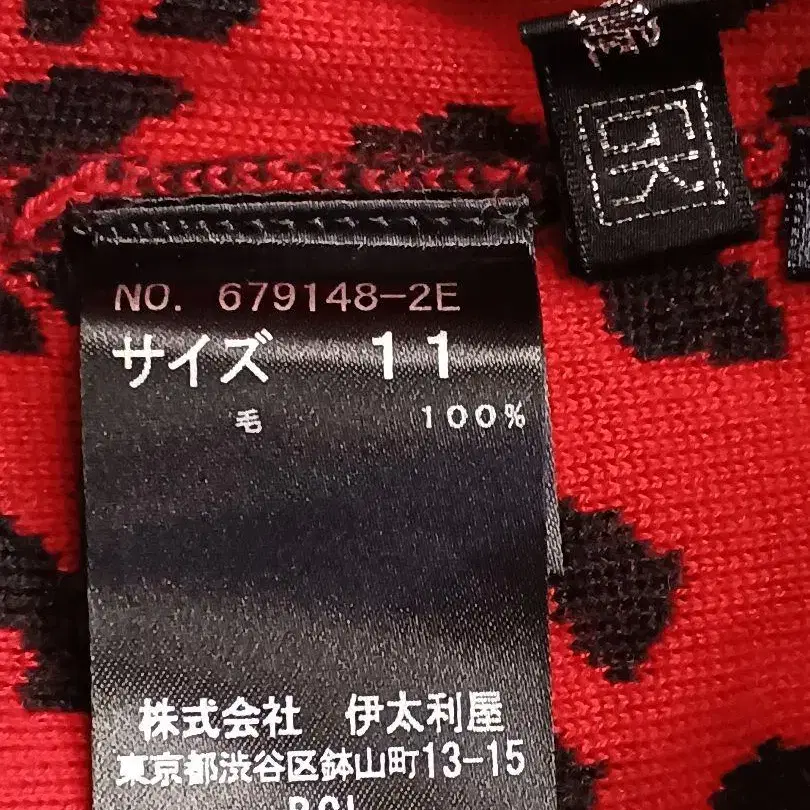 GK
NO. 679148-2E
サイズ 11
毛 100%
株式会社 伊太利屋
東京都渋谷区鉢山町13-15